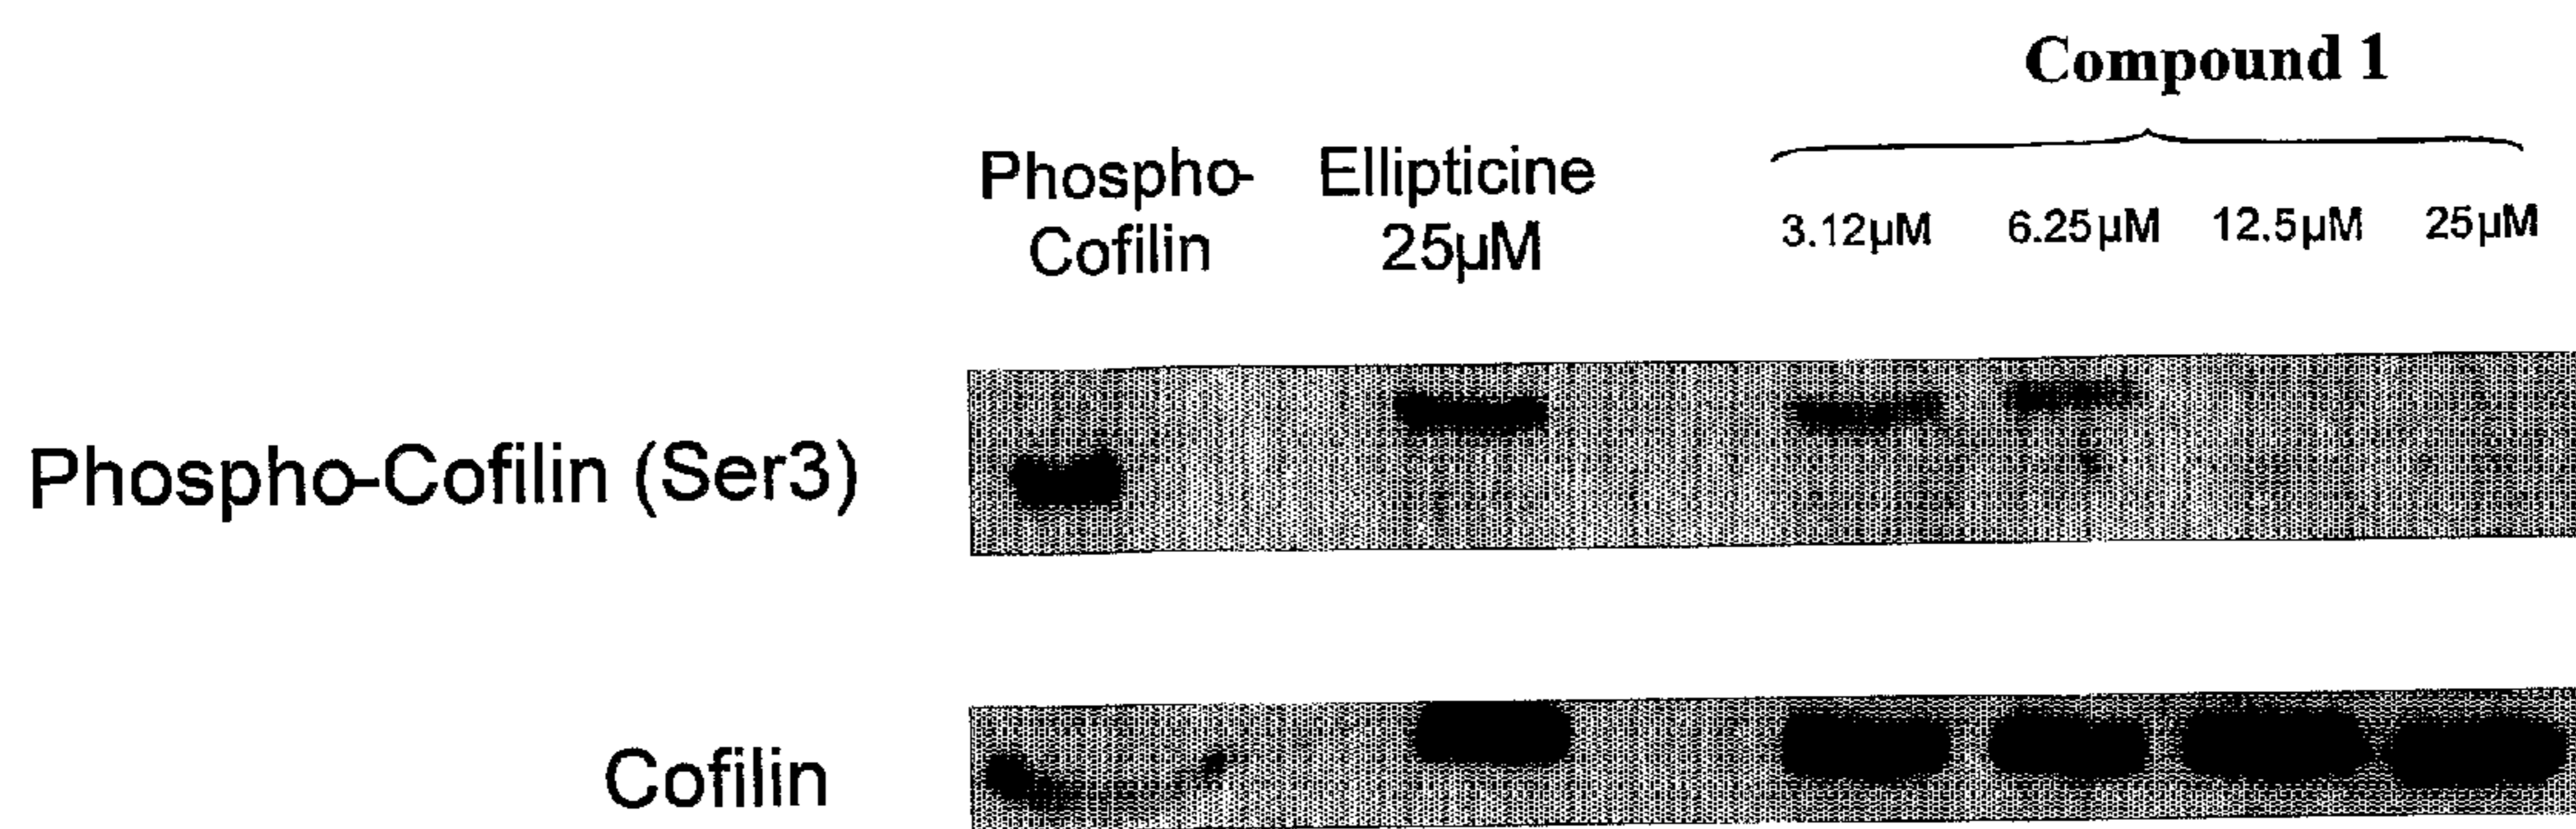 Compound 1
Phospho-
Cofilin
Ellipticine
25µM
3.12µM
6.25µM
12.5µM
25µM
Phospho-Cofilin (Ser3)
Cofilin